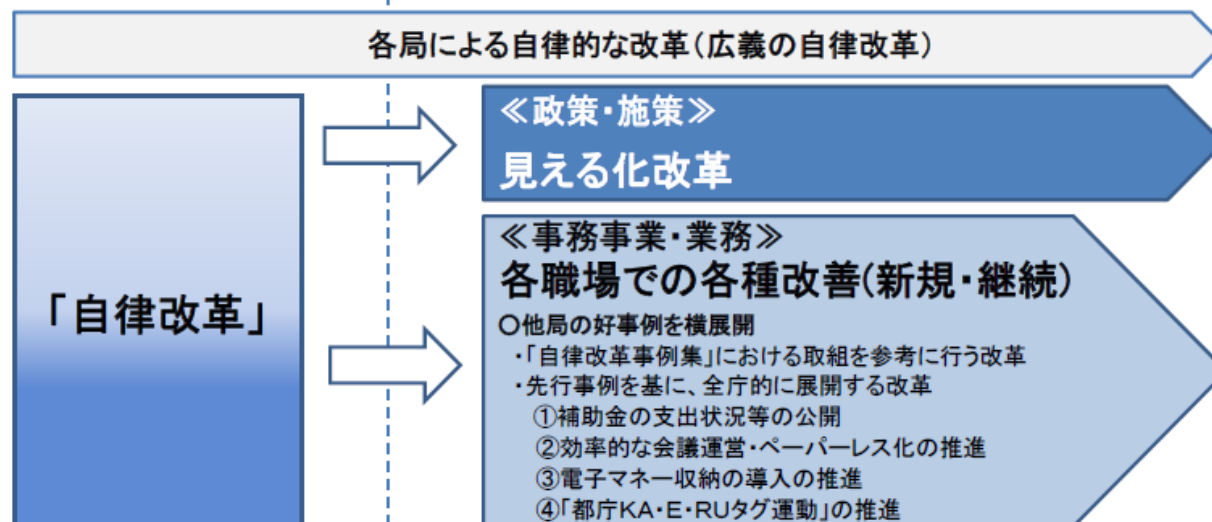 各局による自律的な改革(広義の自律改革)
「自律改革」
≪政策・施策≫
見える化改革
≪事務事業・業務≫
各職場での各種改善(新規・継続)
○他局の好事例を横展開
・「自律改革事例集」における取組を参考に行う改革
・先行事例を基に、全庁的に展開する改革
①補助金の支出状況等の公開
②効率的な会議運営・ペーパーレス化の推進
③電子マネー収納の導入の推進
④「都庁KA・E・RUタグ運動」の推進